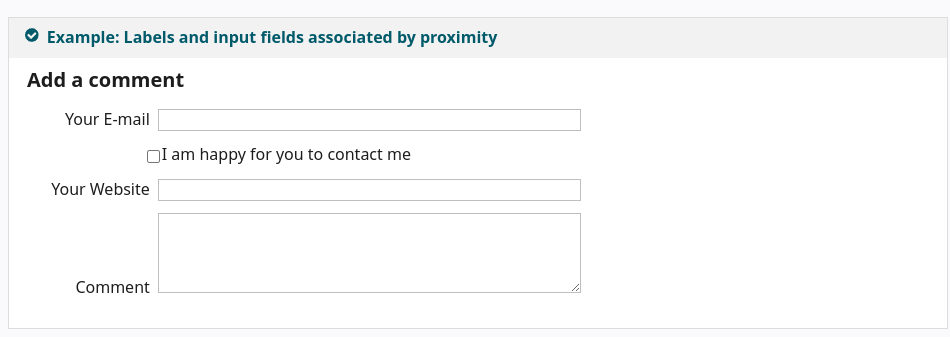 Example: Labels and input fields associated by proximity
Add a comment
Your E-mail
I am happy for you to contact me
Your Website
Comment